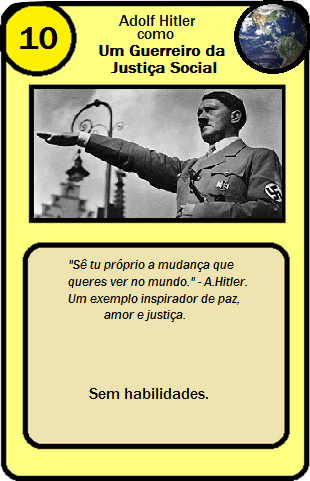 10
Adolf Hitler
como
Um Guerreiro da
Justiça Social
"Sê tu próprio a mudança que
queres ver no mundo." - A.Hitler.
Um exemplo inspirador de paz,
amor e justiça.
Sem habilidades.